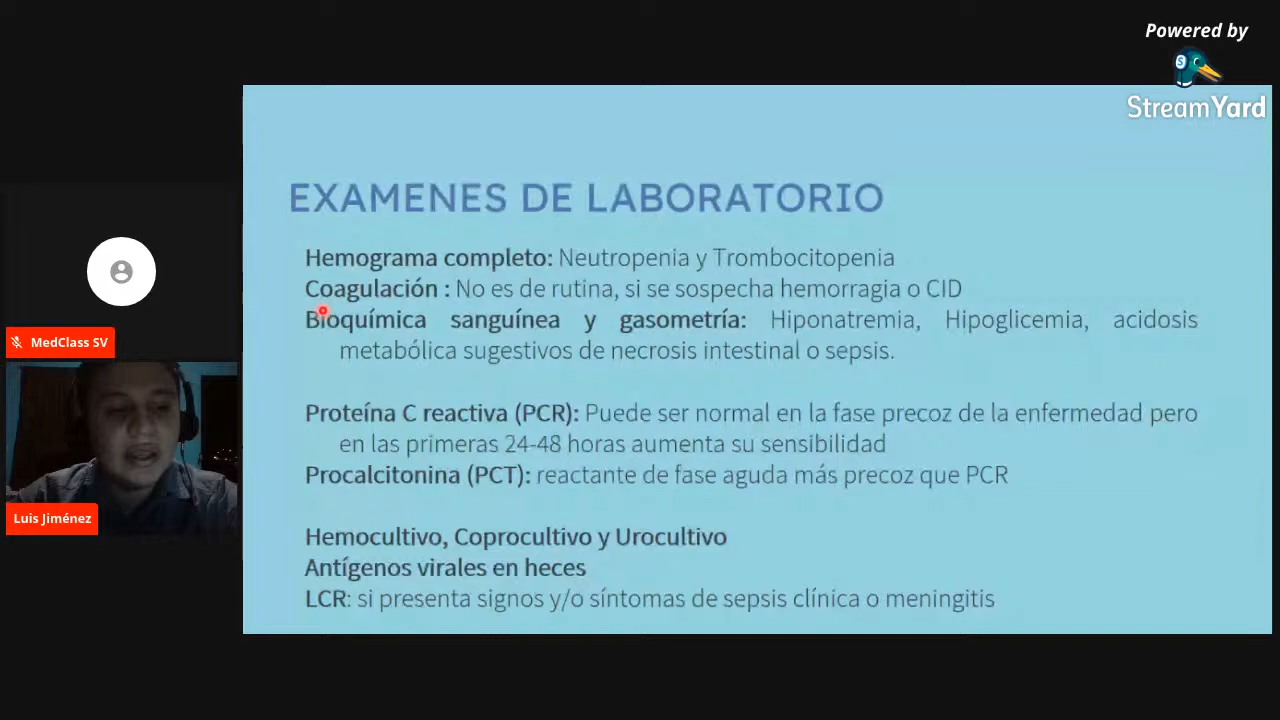 Powered by
StreamYard
EXAMENES DE LABORATORIO
Hemograma completo: Neutropenia y Trombocitopenia
Coagulación : No es de rutina, si se sospecha hemorragia o CID
Bioquímica sanguínea y gasometría: Hiponatremia, Hipoglicemia, acidosis
metabólica sugestivos de necrosis intestinal o sepsis.
Proteína C reactiva (PCR): Puede ser normal en la fase precoz de la enfermedad pero
en las primeras 24-48 horas aumenta su sensibilidad
Procalcitonina (PCT): reactante de fase aguda más precoz que PCR
Hemocultivo, Coprocultivo y Urocultivo
Antígenos virales en heces
LCR: si presenta signos y/o síntomas de sepsis clínica o meningitis
MedClass SV
Luis Jiménez